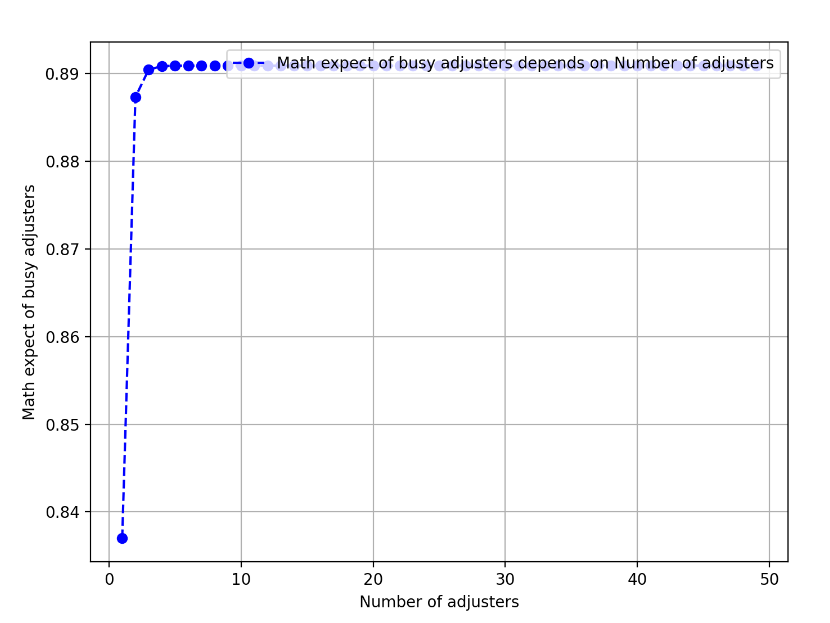 Math expect of busy adjusters depends on Number of adjusters
0.89
0.88
0.87
0.86
0.85
0.84
Math expect of busy adjusters
0 10 20 30 40 50
Number of adjusters